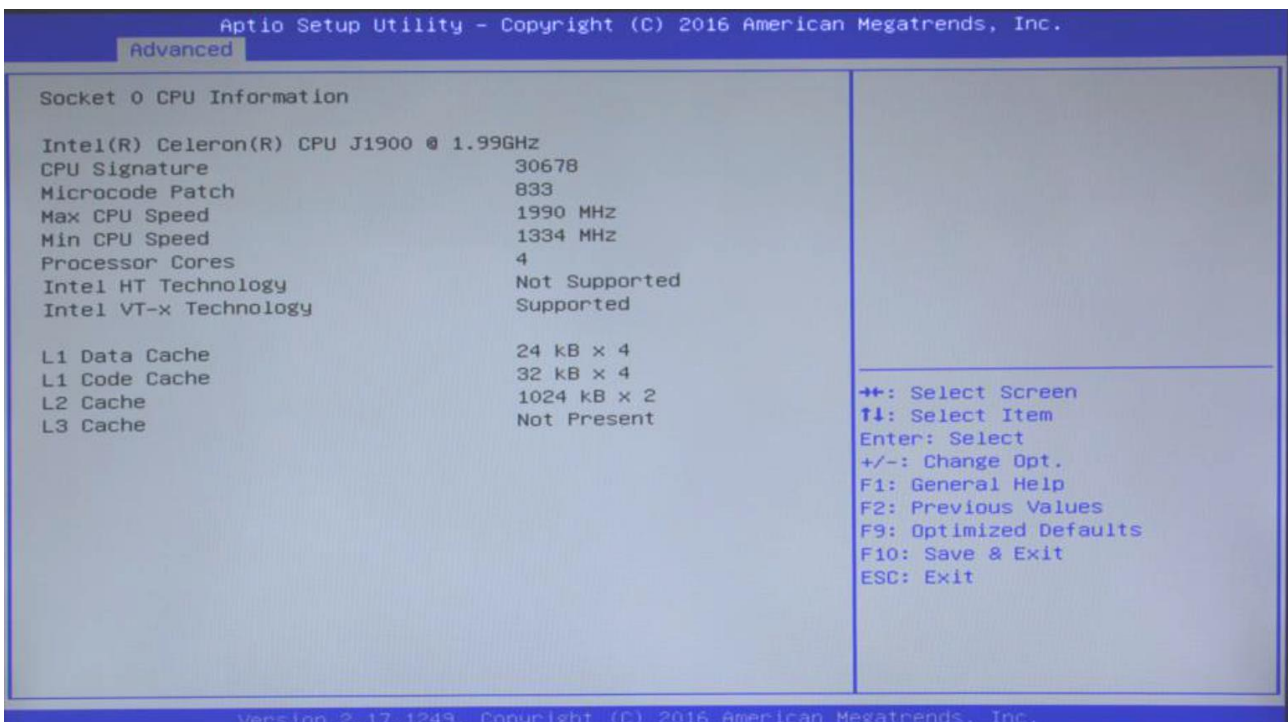 Aptio Setup Utility – Copyright (C) 2016 American Megatrends, Inc.
Advanced
Socket 0 CPU Information
Intel(R) Celeron(R) CPU J1900 @ 1.99GHz
CPU Signature 30678
Microcode Patch 833
Max CPU Speed 1990 MHz
Min CPU Speed 1334 MHz
Processor Cores 4
Intel HT Technology Not Supported
Intel VT-x Technology Supported
L1 Data Cache 24 kB x 4
L1 Code Cache 32 kB x 4
L2 Cache 1024 kB x 2
L3 Cache Not Present
→←: Select Screen
↑↓: Select Item
Enter: Select
+/-: Change Opt.
F1: General Help
F2: Previous Values
F9: Optimized Defaults
F10: Save & Exit
ESC: Exit
Version 2.17.1249. Copyright (C) 2016 American Megatrends, Inc.